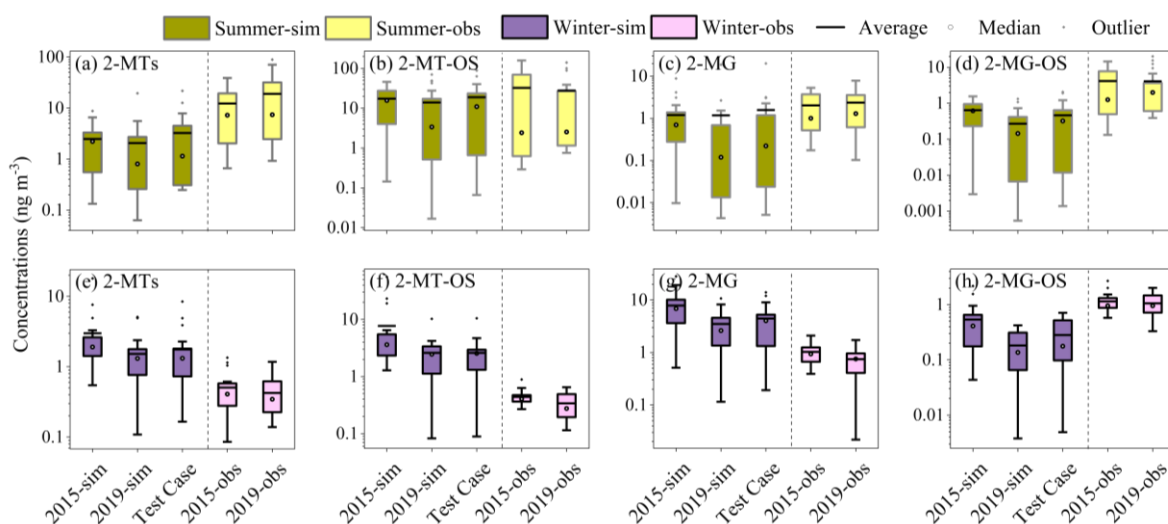 Summer-sim Summer-obs Winter-sim Winter-obs Average Median Outlier
Concentrations (ng m⁻³)
(a) 2-MTs
100
10
1
0.1
(b) 2-MT-OS
100
10
1
0.1
0.01
(c) 2-MG
100
10
1
0.1
0.01
(d) 2-MG-OS
10
1
0.1
0.01
0.001
(e) 2-MTs
10
1
0.1
(f) 2-MT-OS
10
1
0.1
(g) 2-MG
10
1
0.1
(h) 2-MG-OS
1
0.1
0.01
2015-sim 2019-sim Test Case 2015-obs 2019-obs
2015-sim 2019-sim Test Case 2015-obs 2019-obs
2015-sim 2019-sim Test Case 2015-obs 2019-obs
2015-sim 2019-sim Test Case 2015-obs 2019-obs